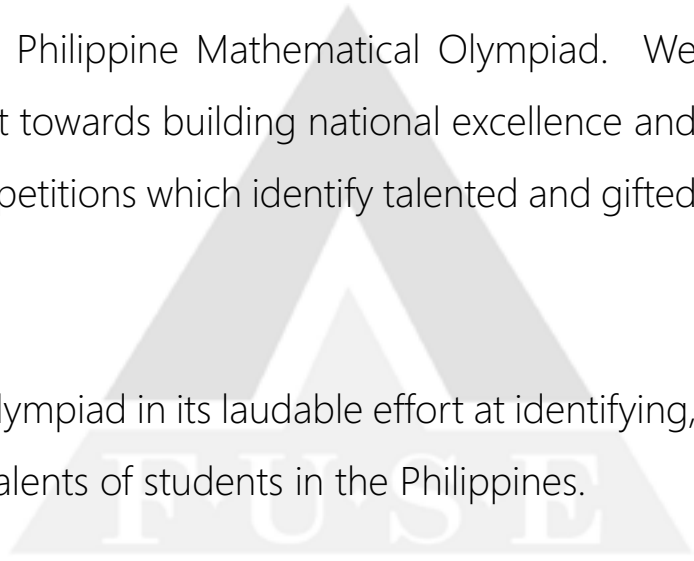 Philippine Mathematical Olympiad. We
t towards building national excellence and
petitions which identify talented and gifted
lympiad in its laudable effort at identifying,
alents of students in the Philippines.
FUSE